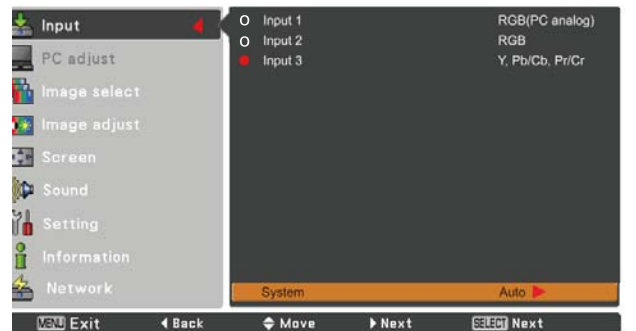 Input
PC adjust
Image select
Image adjust
Screen
Sound
Setting
Information
Network
Input 1 RGB(PC analog)
Input 2 RGB
Input 3 Y, Pb/Cb, Pr/Cr
System Auto
MENU Exit Back Move Next SELECT Next